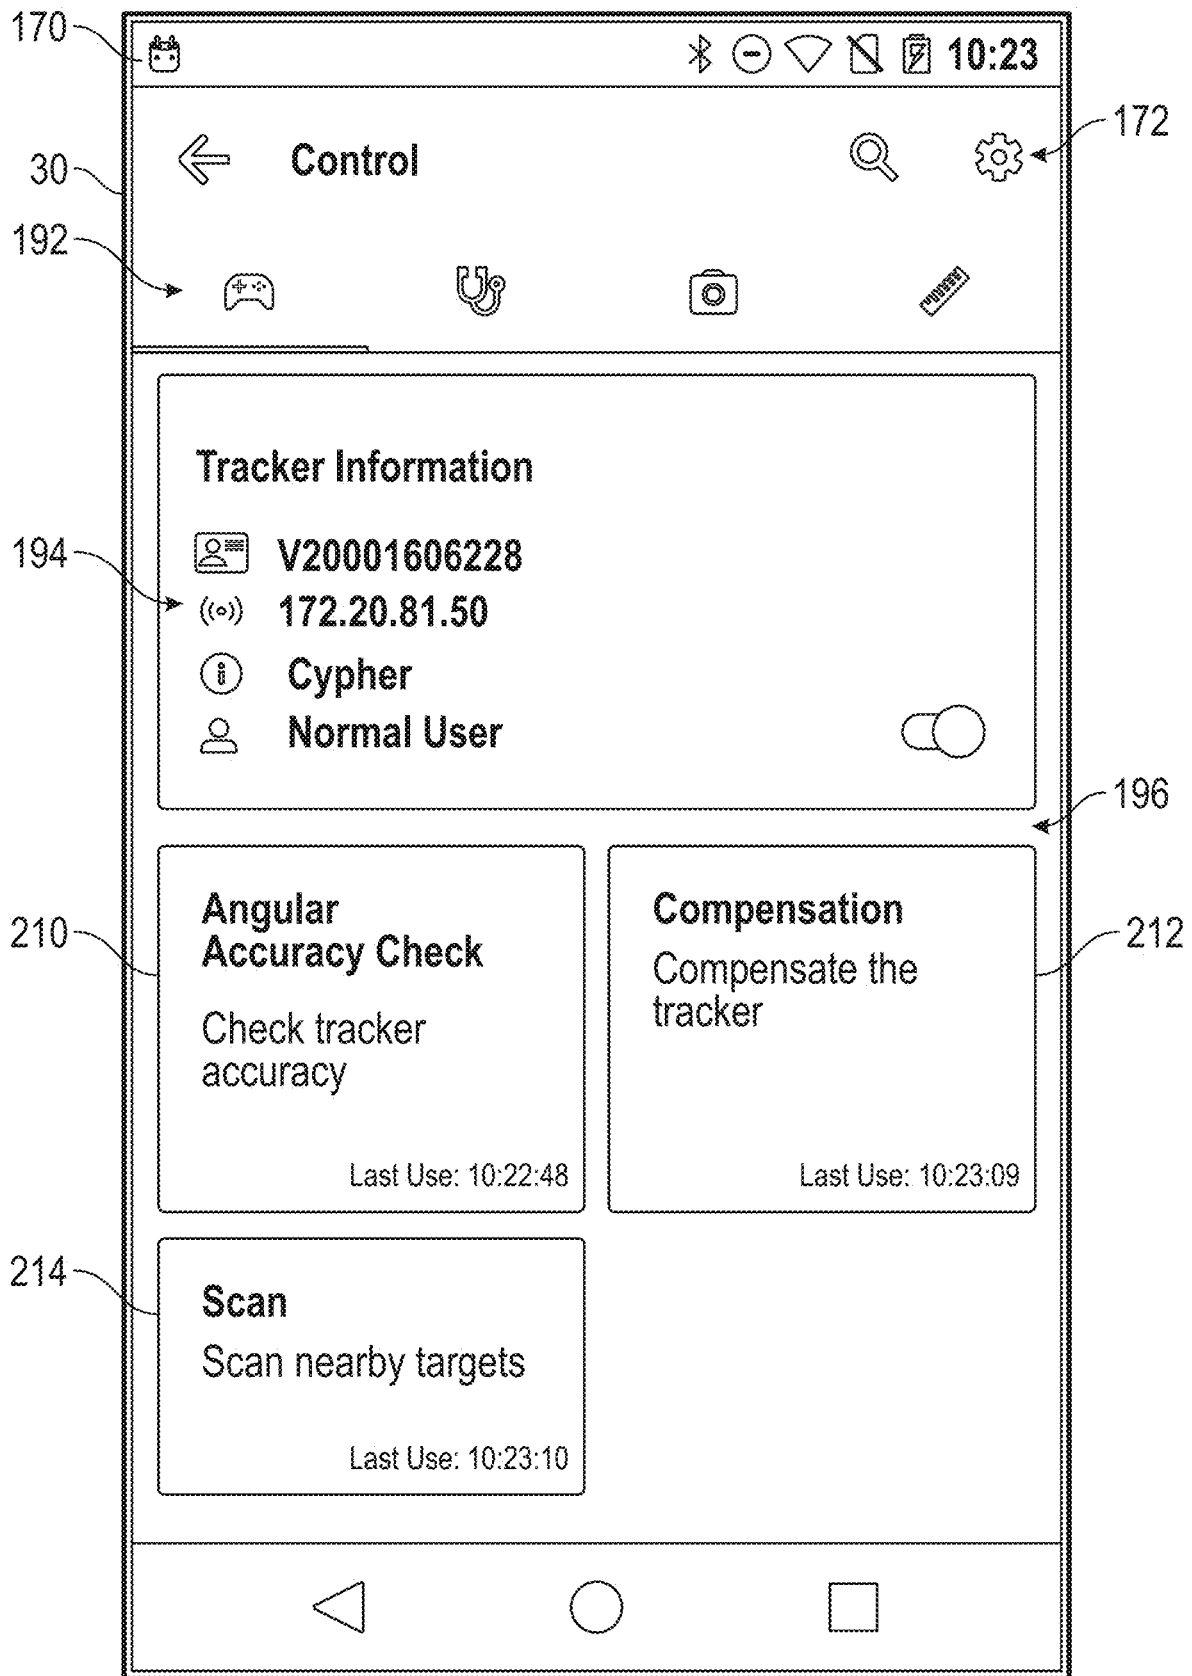 170
10:23
172
Control
30
192
Tracker Information
194
V20001606228
172.20.81.50
Cypher
Normal User
196
210
Angular
Accuracy Check
Check tracker
accuracy
Last Use: 10:22:48
Compensation
212
Compensate the
tracker
Last Use: 10:23:09
214
Scan
Scan nearby targets
Last Use: 10:23:10